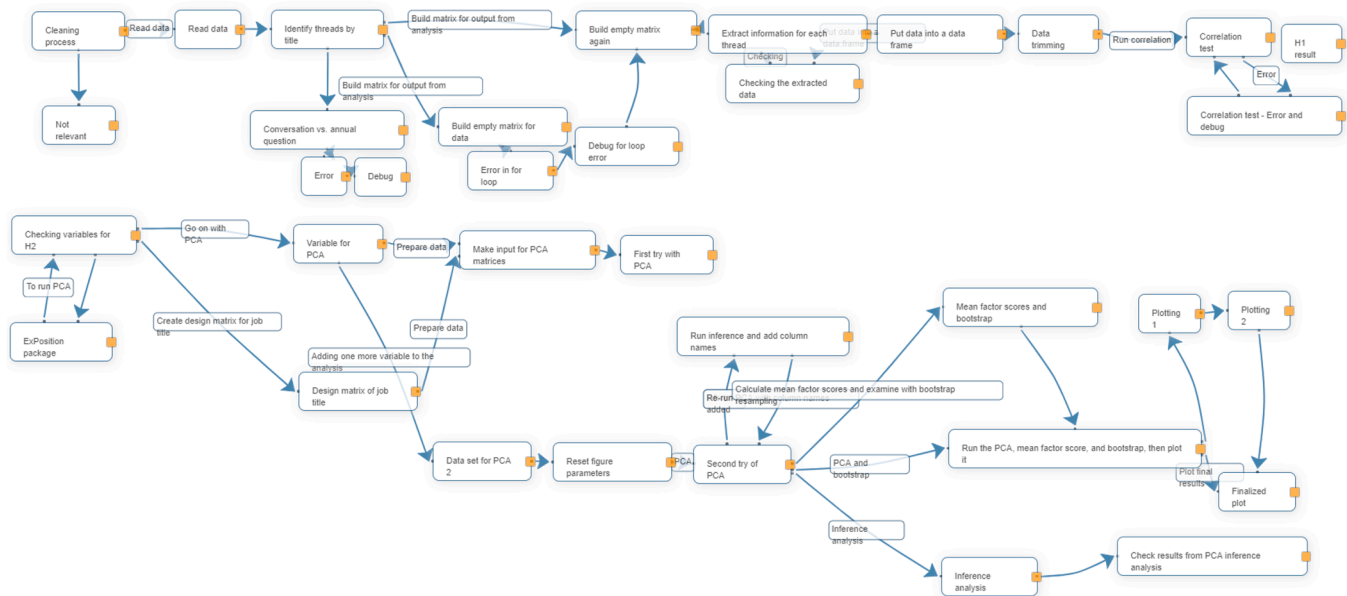 Cleaning
process
Read data
Read data
Identify threads by
title
Build matrix for output from
analysis
Build empty matrix
again
Extract information for each
thread
Put data into a
data frame
Put data into a data
frame
Data
trimming
Run correlation
Correlation
test
H1
result
Checking
Checking the extracted
data
Error
Correlation test - Error and
debug
Not
relevant
Build matrix for output from
analysis
Conversation vs. annual
question
Build empty matrix for
data
Debug for loop
error
Error in for
loop
Error
Debug
Checking variables for
H2
Go on with
PCA
Variable for
PCA
Prepare data
Make input for PCA
matrices
First try with
PCA
To run PCA
ExPosition
package
Create design matrix for job
title
Prepare data
Adding one more variable to the
analysis
Design matrix of job
title
Run inference and add column
names
Mean factor scores and
bootstrap
Plotting
1
Plotting
2
Calculate mean factor scores and examine with bootstrap
resampling
Re-run
column names
added
Data set for PCA
2
Reset figure
parameters
PCA
Second try of
PCA
PCA and
bootstrap
Run the PCA, mean factor score, and bootstrap, then plot
it
Plot final
results
Finalized
plot
Inference
analysis
Inference
analysis
Check results from PCA inference
analysis